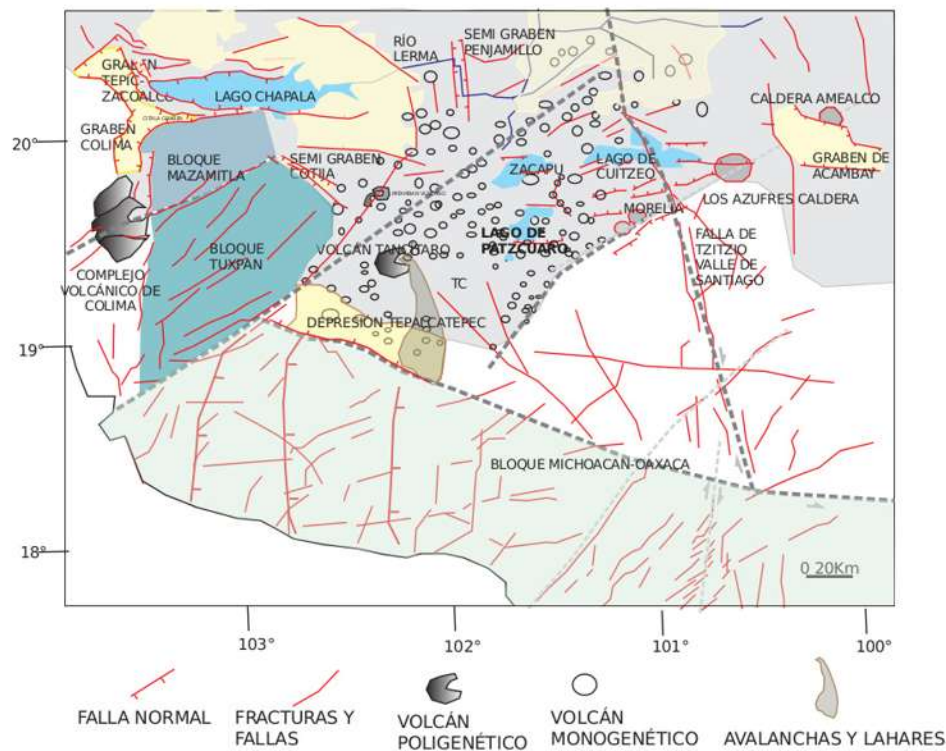 RÍO
LERMA
SEMI GRABEN
PENJAMILLO
TEPIC-
ZACOALCO
LAGO CHAPALA
CALDERA AMEALCO
20°
GRABEN
COLIMA
BLOQUE
MAZAMITLA
SEMI GRABEN
COTIJA
ZACAPU
LAGO DE
CUITZEO
GRABEN DE
ACAMBAY
LOS AZUFRES CALDERA
MORELIA
BLOQUE
TUXPAN
VOLCÁN TANCÍTARO
LAGO DE
PATZCUARO
FALLA DE
TZITZIO
VALLE DE
SANTIAGO
COMPLEJO
VOLCÁNICO DE
COLIMA
TC
DEPRESIÓN TEPALCATEPEC
19°
BLOQUE MICHOACÁN-OAXACA
18°
0 20Km
103°
102°
101°
100°
FALLA NORMAL
FRACTURAS Y
FALLAS
VOLCÁN
POLIGENÉTICO
VOLCÁN
MONOGENÉTICO
AVALANCHAS Y LAHARES